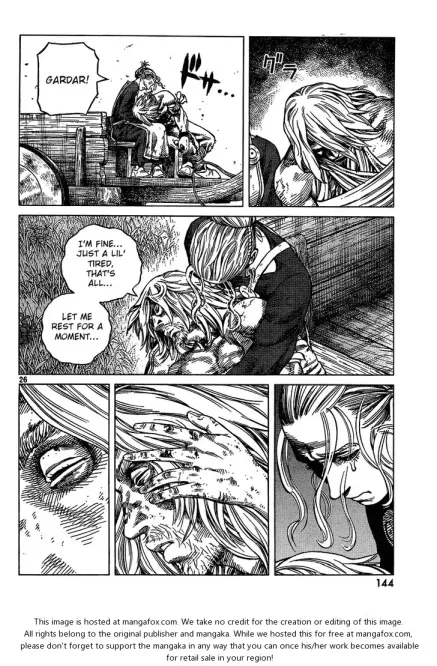 GARDAR!
ドサ...
グラ
I'M FINE...
JUST A LIL'
TIRED,
THAT'S
ALL...
LET ME
REST FOR A
MOMENT...
26
144
This image is hosted at mangafox.com. We take no credit for the creation or editing of this image.
All rights belong to the original publisher and mangaka. While we hosted this for free at mangafox.com,
please don't forget to support the mangaka in any way that you can once his/her work becomes available
for retail sale in your region!